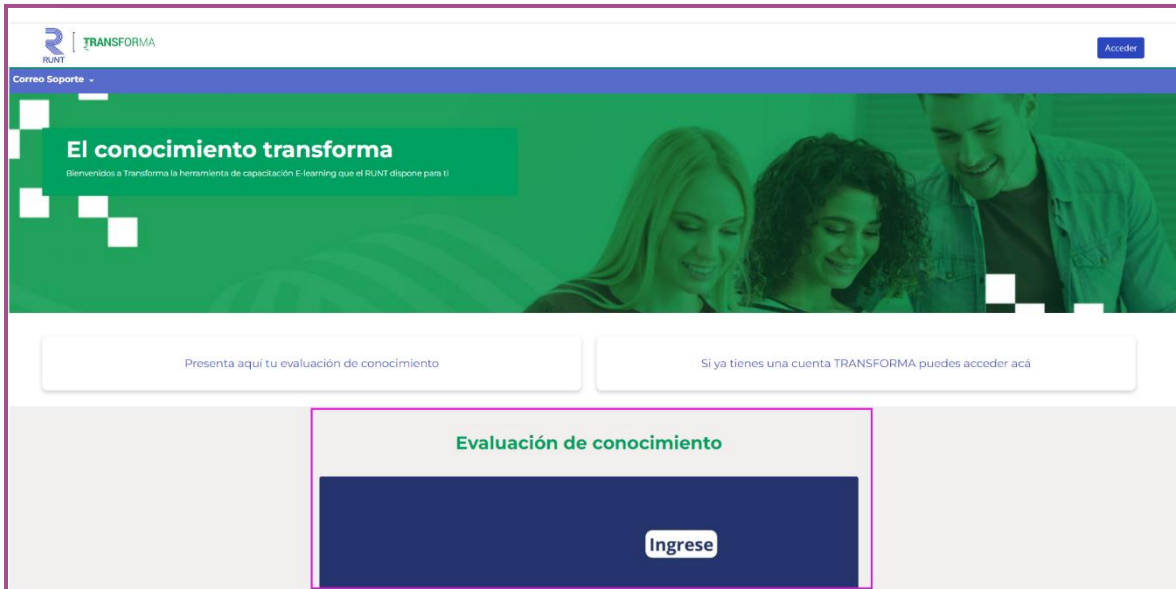 RUNT
TRANSFORMA
Acceder
Correo Soporte
El conocimiento transforma
Bienvenidos a Transforma la herramienta de capacitación E-learning que el RUNT dispone para ti
Presenta aquí tu evaluación de conocimiento
Si ya tienes una cuenta TRANSFORMA puedes acceder acá
Evaluación de conocimiento
Ingrese